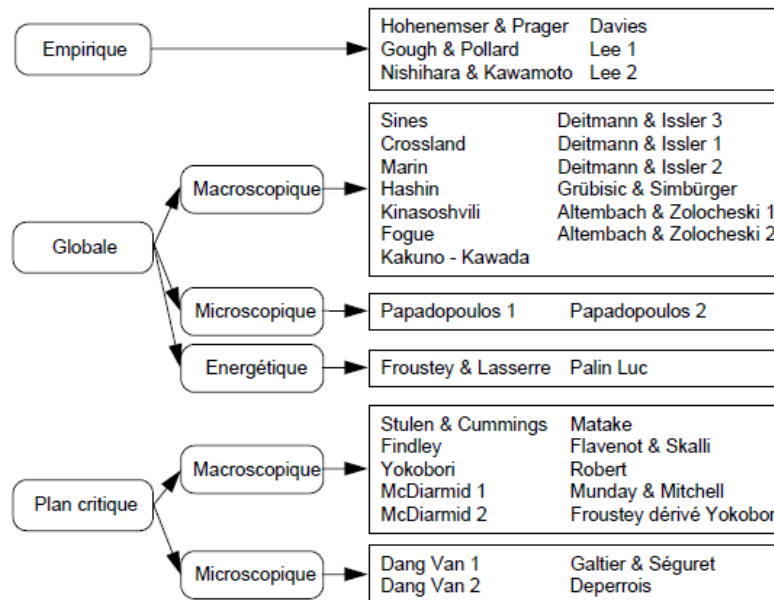 Empirique
Hohenemser & Prager Davies
Gough & Pollard Lee 1
Nishihara & Kawamoto Lee 2
Globale
Macroscopique
Sines Deitmann & Issler 3
Crossland Deitmann & Issler 1
Marin Deitmann & Issler 2
Hashin Grübisic & Simbürger
Kinasoshvili Altembach & Zolocheski 1
Fogue Altembach & Zolocheski 2
Kakuno - Kawada
Microscopique
Papadopoulos 1 Papadopoulos 2
Energétique
Froustey & Lasserre Palin Luc
Plan critique
Macroscopique
Stulen & Cummings Matake
Findley Flavenot & Skalli
Yokobori Robert
McDiarmid 1 Munday & Mitchell
McDiarmid 2 Froustey dérivé Yokobori
Microscopique
Dang Van 1 Galtier & Séguret
Dang Van 2 Deperrois